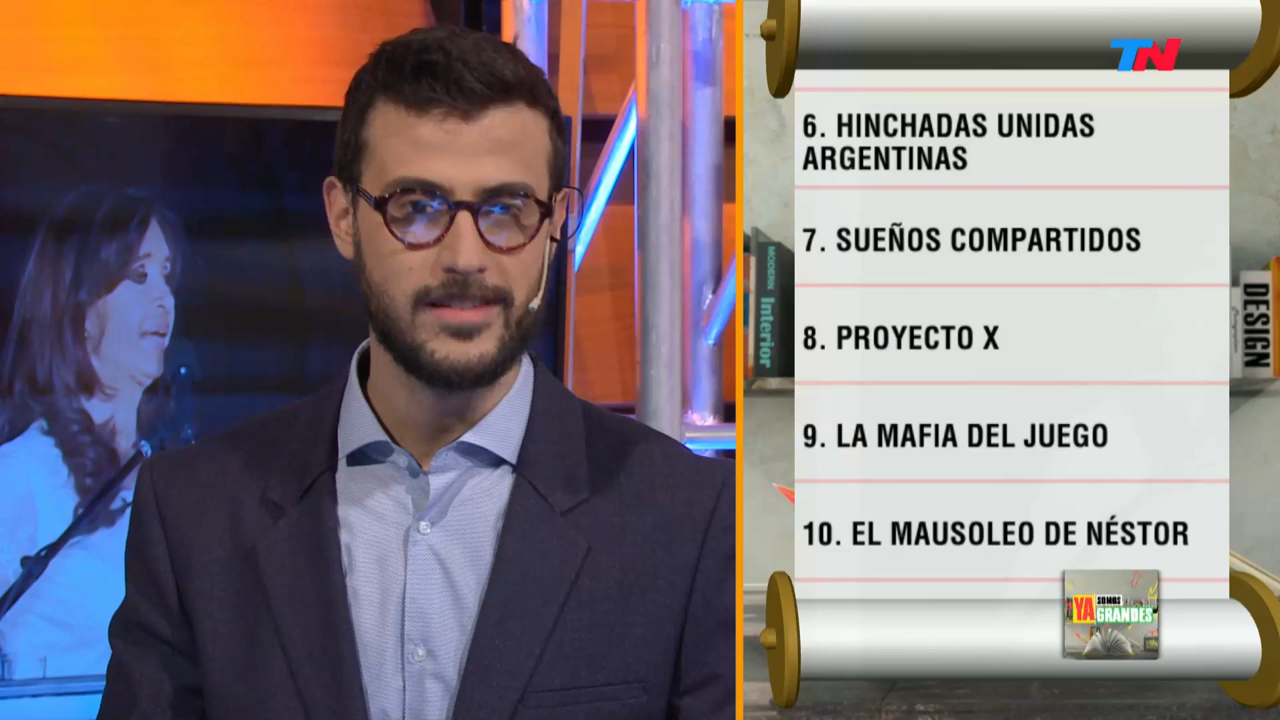 TN
6. HINCHADAS UNIDAS
ARGENTINAS
7. SUEÑOS COMPARTIDOS
8. PROYECTO X
9. LA MAFIA DEL JUEGO
10. EL MAUSOLEO DE NÉSTOR
MODERN
Interior
DESIGN
YA SOMOS
GRANDES